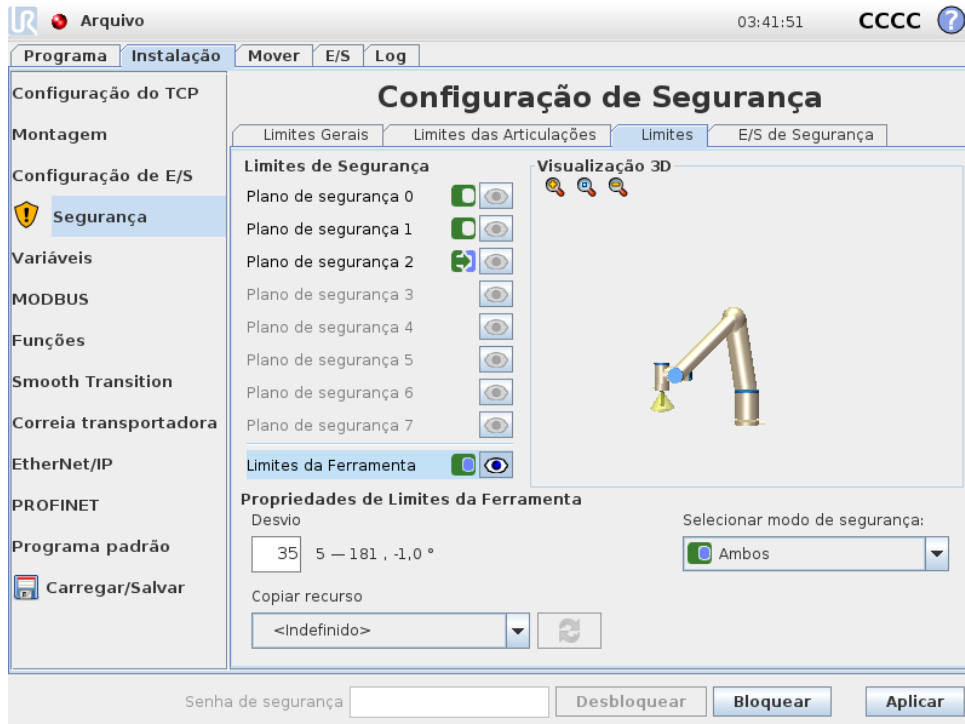 UR Arquivo 03:41:51 CCCC ?
Programa Instalação Mover E/S Log
Configuração do TCP
Montagem
Configuração de E/S
Segurança
Variáveis
MODBUS
Funções
Smooth Transition
Correia transportadora
EtherNet/IP
PROFINET
Programa padrão
Carregar/Salvar
Configuração de Segurança
Limites Gerais Limites das Articulações Limites E/S de Segurança
Limites de Segurança
Plano de segurança 0
Plano de segurança 1
Plano de segurança 2
Plano de segurança 3
Plano de segurança 4
Plano de segurança 5
Plano de segurança 6
Plano de segurança 7
Limites da Ferramenta
Visualização 3D
Propriedades de Limites da Ferramenta
Desvio
35 5 — 181 , -1,0 °
Selecionar modo de segurança:
Ambos
Copiar recurso
<Indefinido>
Senha de segurança Desbloquear Bloquear Aplicar